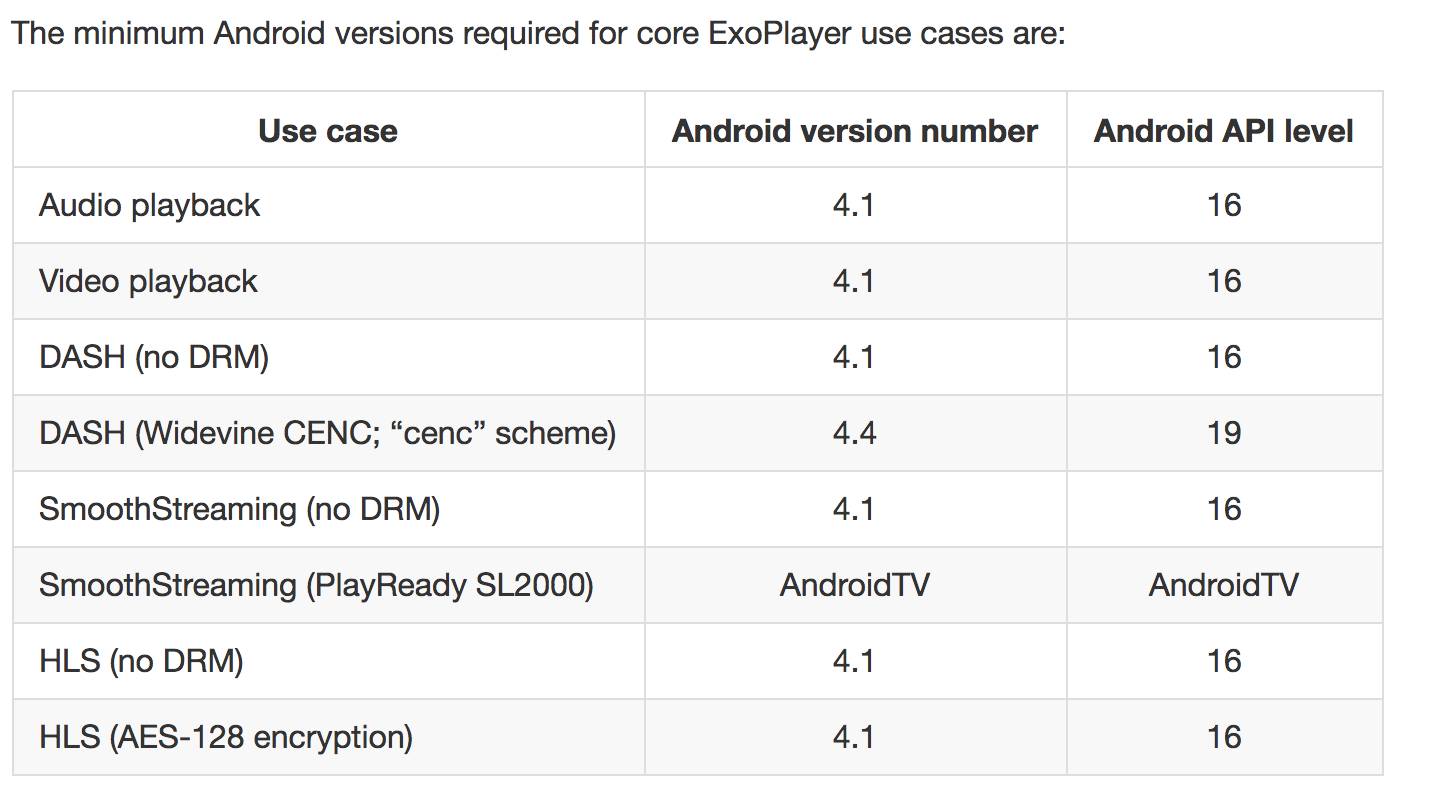 The minimum Android versions required for core ExoPlayer use cases are:
Use case Android version number Android API level
Audio playback 4.1 16
Video playback 4.1 16
DASH (no DRM) 4.1 16
DASH (Widevine CENC; “cenc” scheme) 4.4 19
SmoothStreaming (no DRM) 4.1 16
SmoothStreaming (PlayReady SL2000) AndroidTV AndroidTV
HLS (no DRM) 4.1 16
HLS (AES-128 encryption) 4.1 16